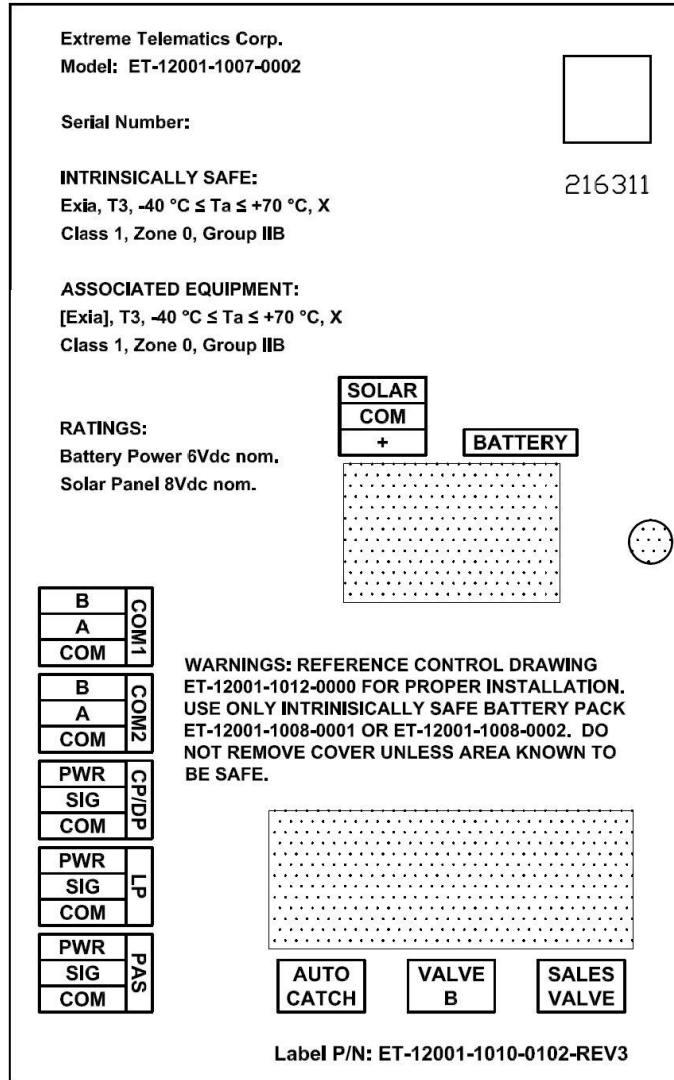 Extreme Telematics Corp.
Model: ET-12001-1007-0002
Serial Number:
216311
INTRINSICALLY SAFE:
Exia, T3, -40 °C ≤ Ta ≤ +70 °C, X
Class 1, Zone 0, Group IIB
ASSOCIATED EQUIPMENT:
[Exia], T3, -40 °C ≤ Ta ≤ +70 °C, X
Class 1, Zone 0, Group IIB
SOLAR
COM
+
BATTERY
RATINGS:
Battery Power 6Vdc nom.
Solar Panel 8Vdc nom.
B
A
COM
COM1
B
A
COM
COM2
PWR
SIG
COM
CP/DP
PWR
SIG
COM
LP
PWR
SIG
COM
PAS
WARNINGS: REFERENCE CONTROL DRAWING
ET-12001-1012-0000 FOR PROPER INSTALLATION.
USE ONLY INTRINISICALLY SAFE BATTERY PACK
ET-12001-1008-0001 OR ET-12001-1008-0002. DO
NOT REMOVE COVER UNLESS AREA KNOWN TO
BE SAFE.
AUTO
CATCH
VALVE
B
SALES
VALVE
Label P/N: ET-12001-1010-0102-REV3